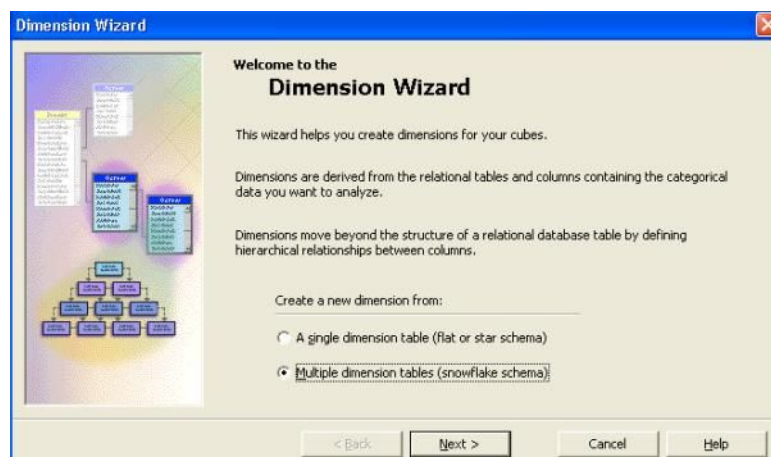 Dimension Wizard
Welcome to the
Dimension Wizard
This wizard helps you create dimensions for your cubes.
Dimensions are derived from the relational tables and columns containing the categorical
data you want to analyze.
Dimensions move beyond the structure of a relational database table by defining
hierarchical relationships between columns.
Create a new dimension from:
A single dimension table (flat or star schema)
Multiple dimension tables (snowflake schema)
< Back
Next >
Cancel
Help